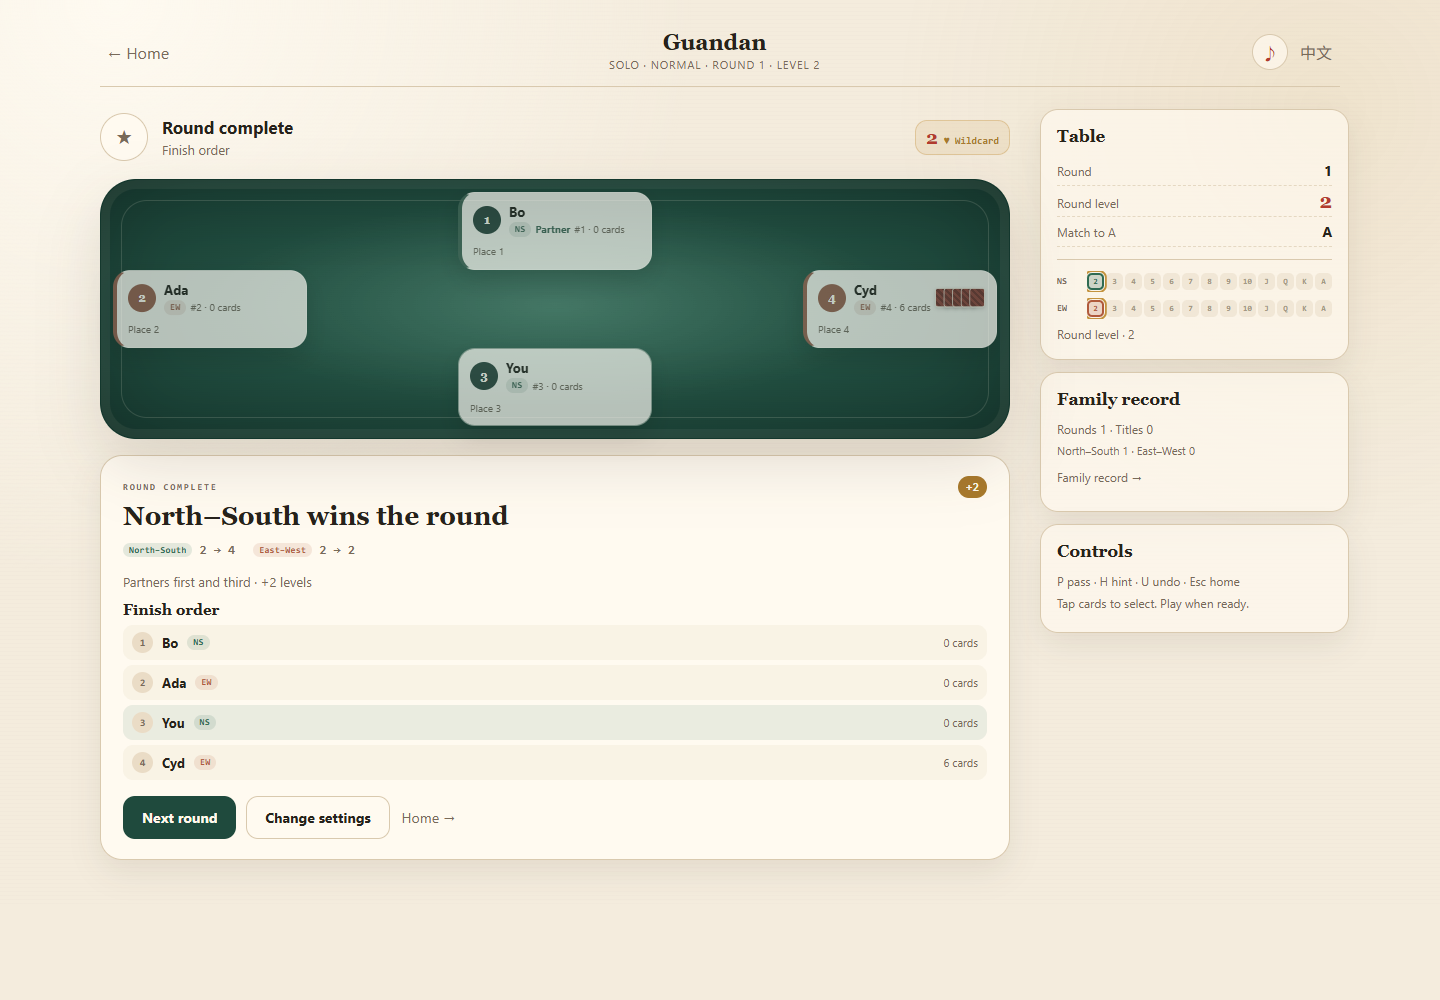 ← Home
Guandan
SOLO · NORMAL · ROUND 1 · LEVEL 2
♪ 中文
★ Round complete
Finish order
2 ♥ Wildcard
1 Bo
NS Partner #1 · 0 cards
Place 1
2 Ada
EW #2 · 0 cards
Place 2
4 Cyd
EW #4 · 6 cards
Place 4
3 You
NS #3 · 0 cards
Place 3
ROUND COMPLETE
+2
North–South wins the round
North–South 2 → 4 East–West 2 → 2
Partners first and third · +2 levels
Finish order
1 Bo NS 0 cards
2 Ada EW 0 cards
3 You NS 0 cards
4 Cyd EW 6 cards
Next round Change settings Home →
Table
Round 1
Round level 2
Match to A A
NS 2 3 4 5 6 7 8 9 10 J Q K A
EW 2 3 4 5 6 7 8 9 10 J Q K A
Round level · 2
Family record
Rounds 1 · Titles 0
North–South 1 · East–West 0
Family record →
Controls
P pass · H hint · U undo · Esc home
Tap cards to select. Play when ready.